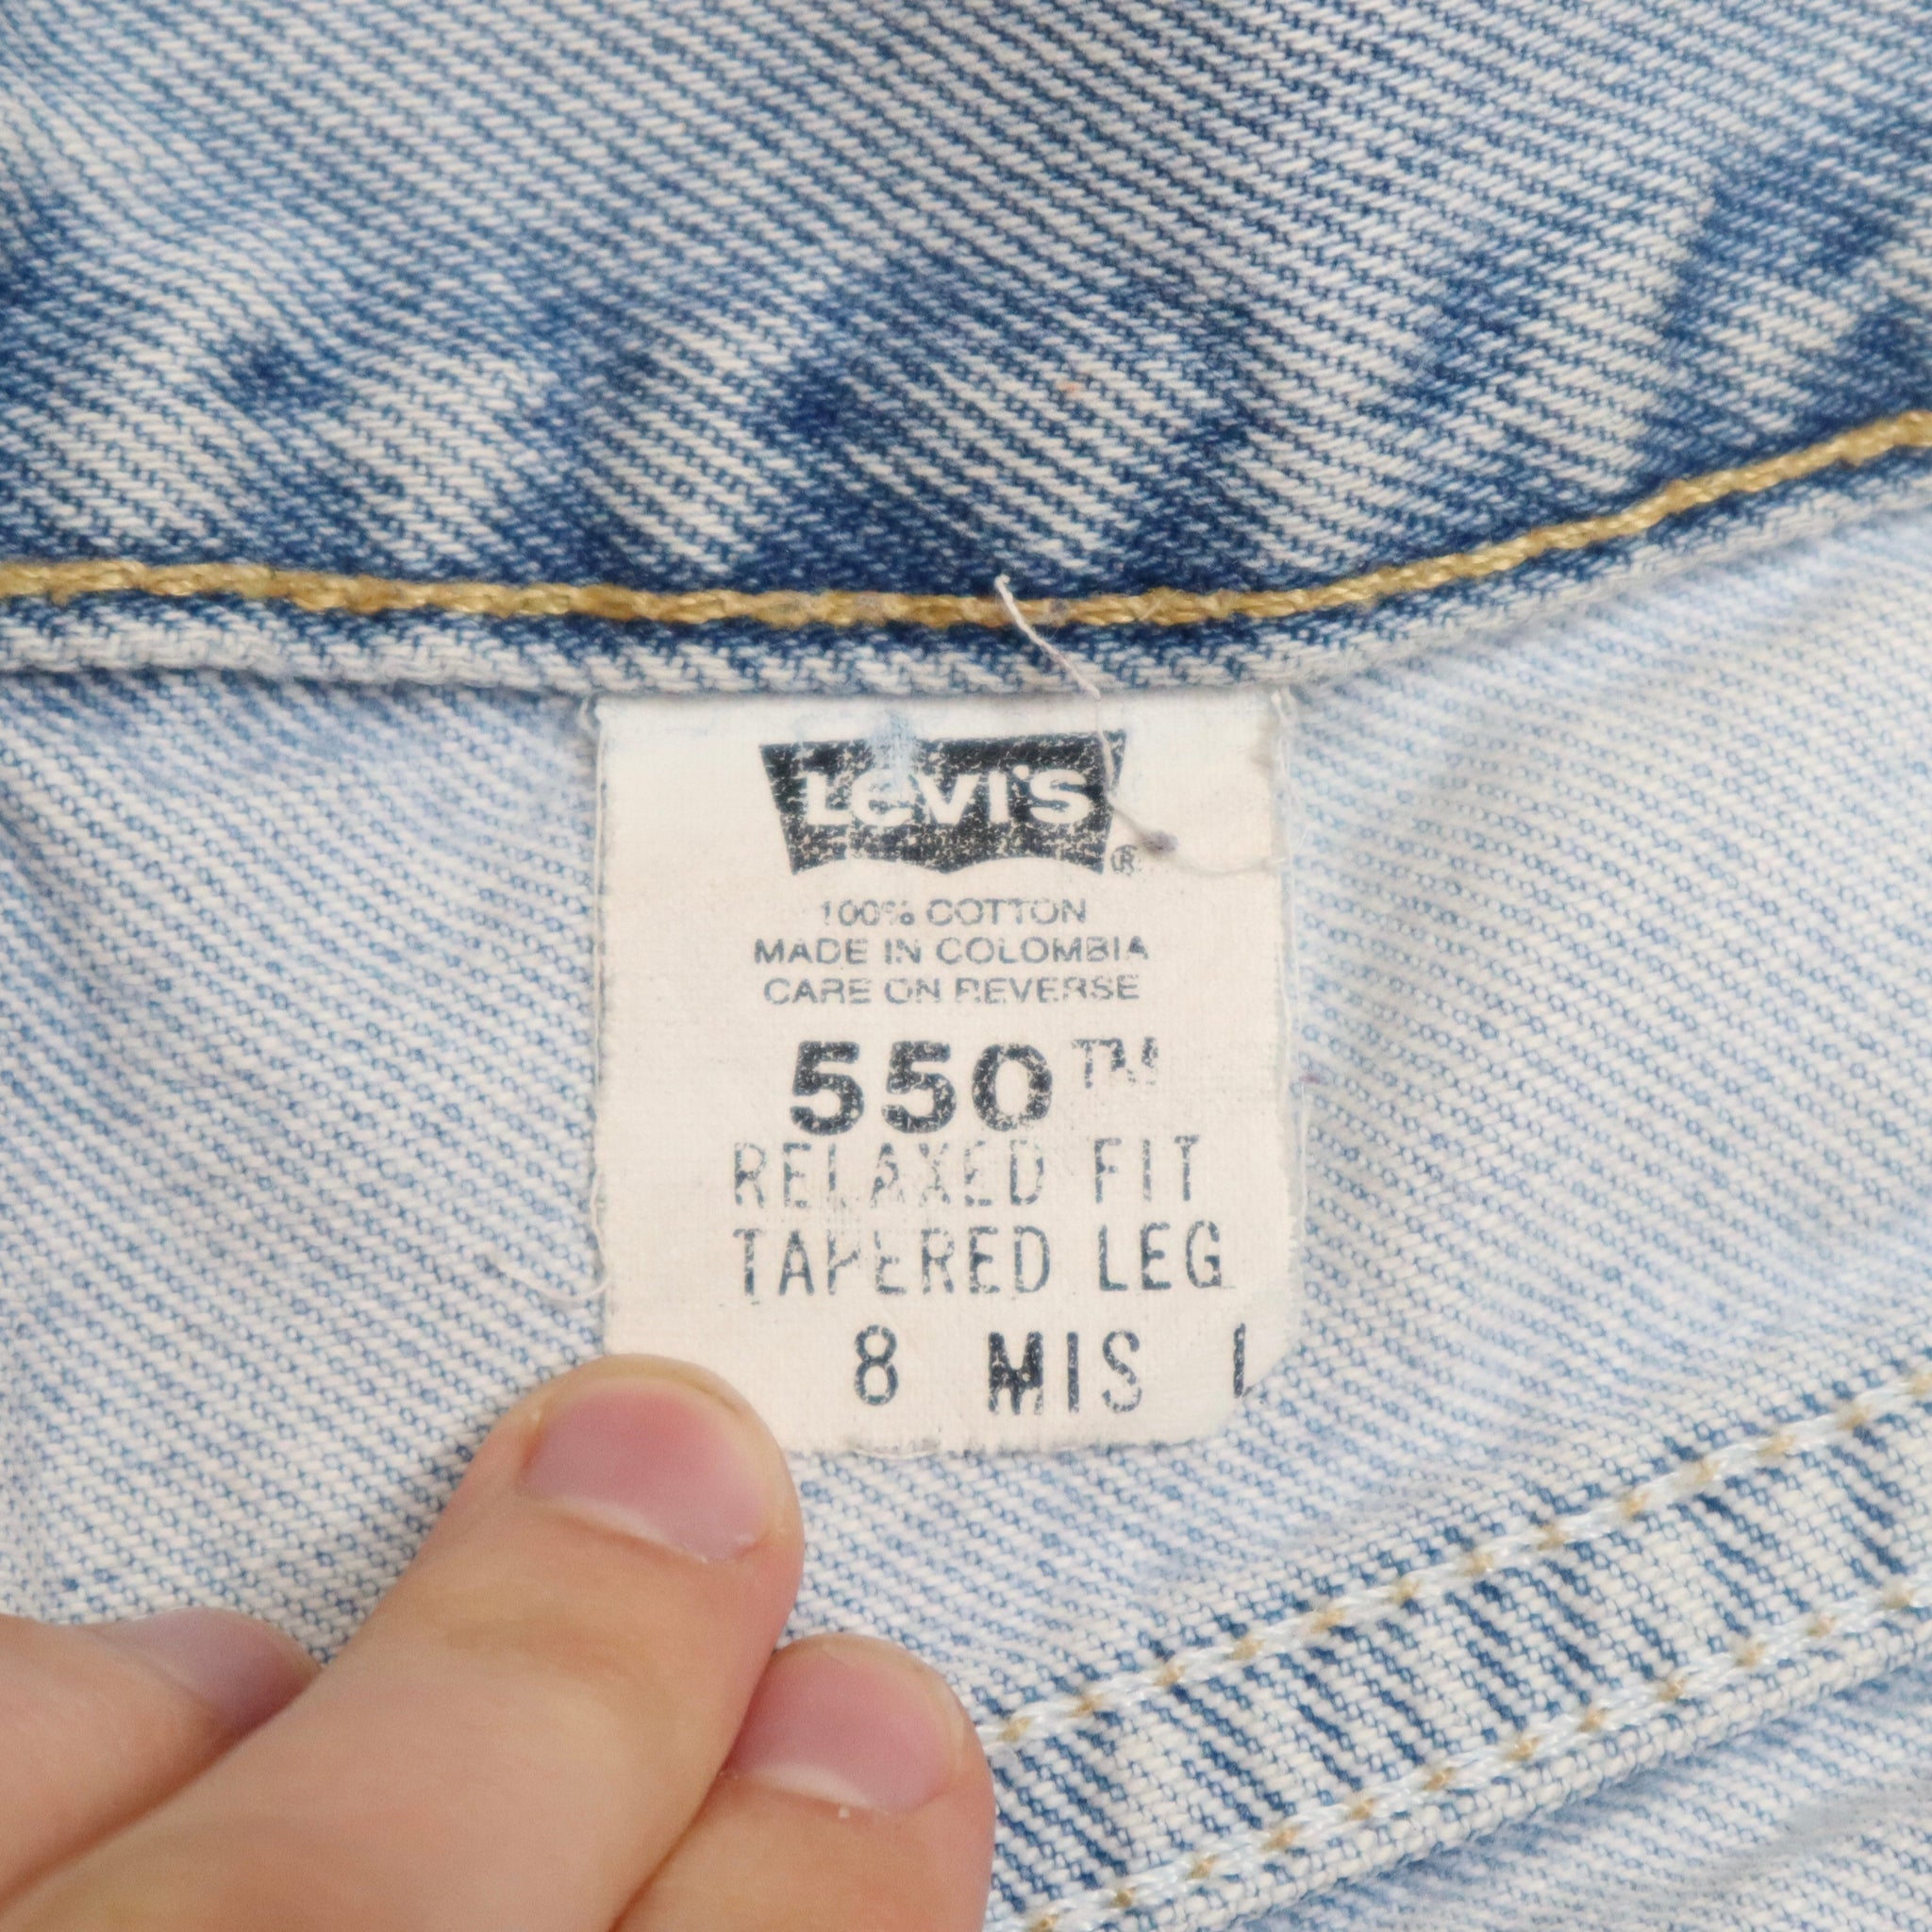 LEVI'S®
100% COTTON
MADE IN COLOMBIA
CARE ON REVERSE
550™
RELAXED FIT
TAPERED LEG
8 MIS